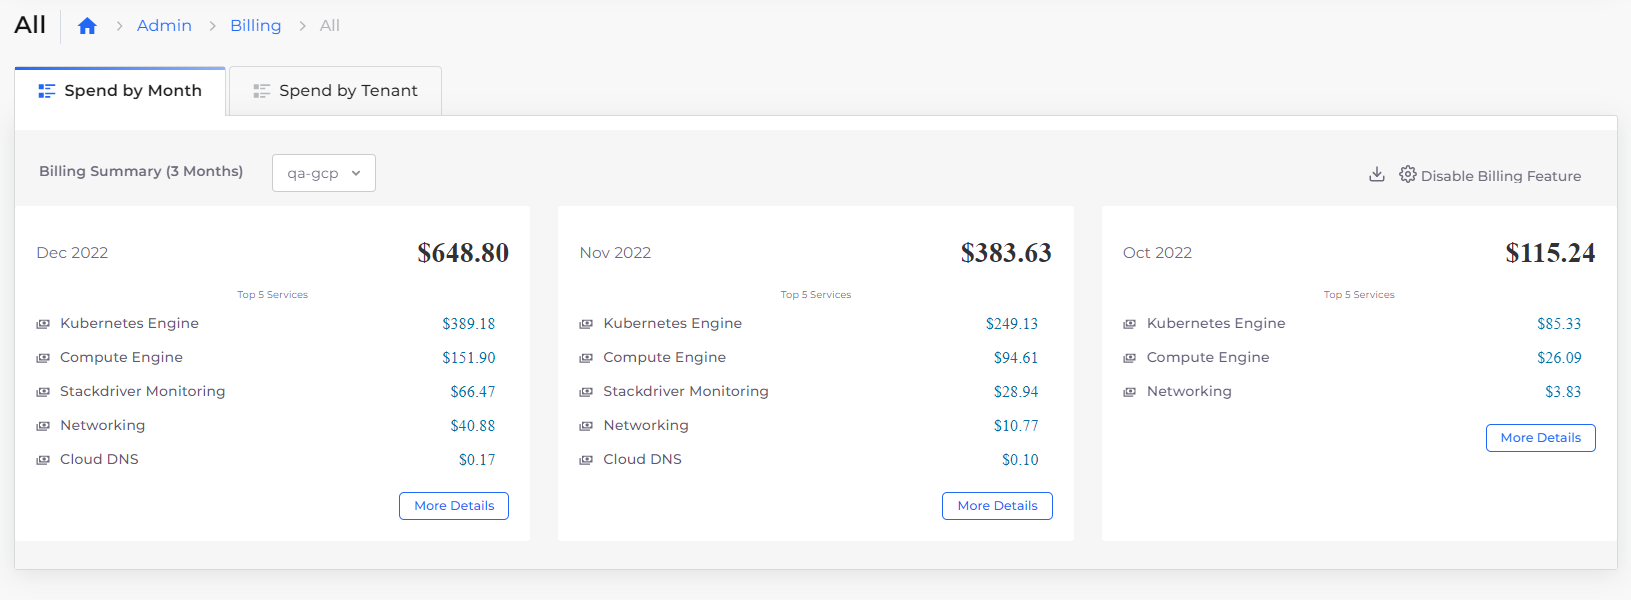 All Admin Billing All
Spend by Month Spend by Tenant
Billing Summary (3 Months) qa-gcp Disable Billing Feature
Dec 2022 $648.80
Top 5 Services
Kubernetes Engine $389.18
Compute Engine $151.90
Stackdriver Monitoring $66.47
Networking $40.88
Cloud DNS $0.17
More Details
Nov 2022 $383.63
Top 5 Services
Kubernetes Engine $249.13
Compute Engine $94.61
Stackdriver Monitoring $28.94
Networking $10.77
Cloud DNS $0.10
More Details
Oct 2022 $115.24
Top 5 Services
Kubernetes Engine $85.33
Compute Engine $26.09
Networking $3.83
More Details